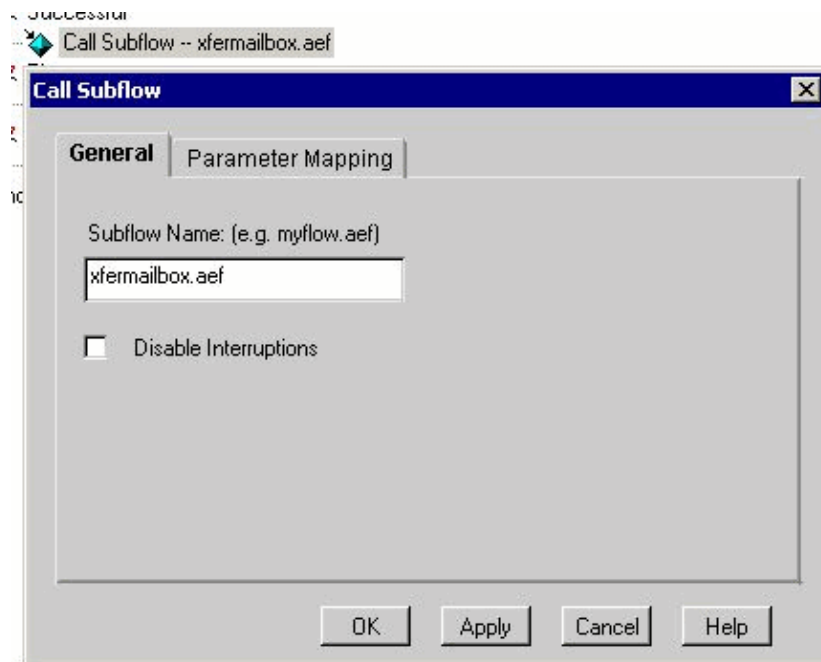 Successful
Call Subflow -- xfermailbox.aef
Call Subflow
General
Parameter Mapping
Subflow Name: (e.g. myflow.aef)
xfermailbox.aef
Disable Interruptions
OK
Apply
Cancel
Help